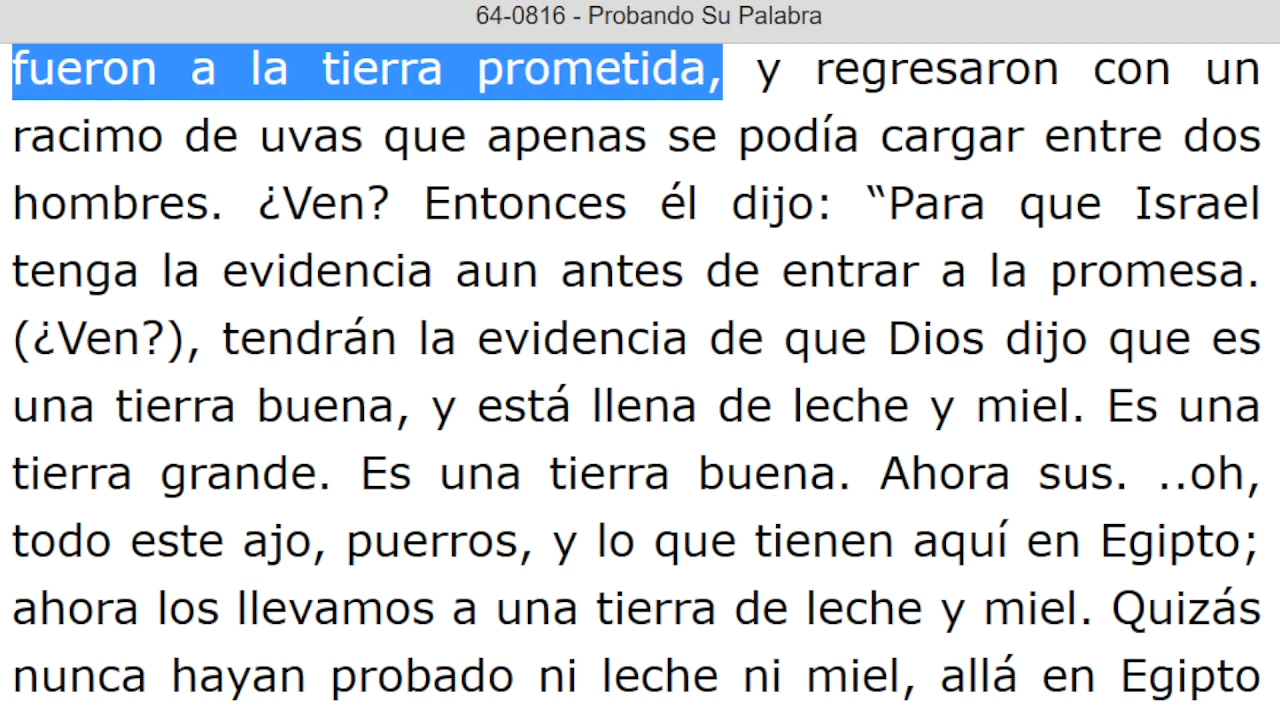 64-0816 - Probando Su Palabra
fueron a la tierra prometida, y regresaron con un
racimo de uvas que apenas se podía cargar entre dos
hombres. ¿Ven? Entonces él dijo: “Para que Israel
tenga la evidencia aun antes de entrar a la promesa.
(¿Ven?), tendrán la evidencia de que Dios dijo que es
una tierra buena, y está llena de leche y miel. Es una
tierra grande. Es una tierra buena. Ahora sus. ..oh,
todo este ajo, puerros, y lo que tienen aquí en Egipto;
ahora los llevamos a una tierra de leche y miel. Quizás
nunca hayan probado ni leche ni miel, allá en Egipto